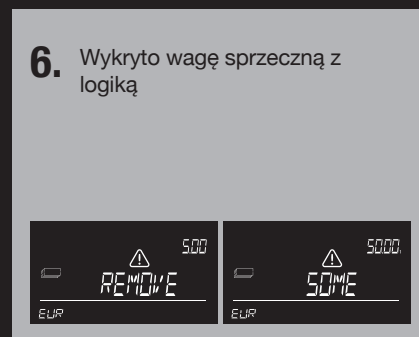 6. Wykryto wagę sprzeczną z
logiką
5.00
REMOVE
EUR
50.00.
SOME
EUR